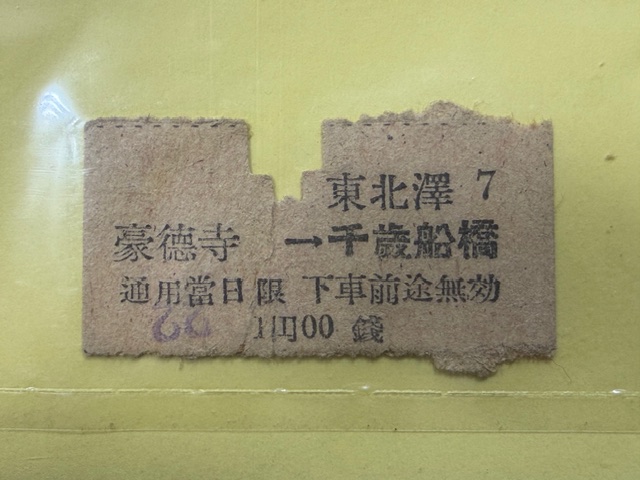 東北澤 7
豪德寺 →千歳船橋
通用當日限 下車前途無効
66 1円00 錢